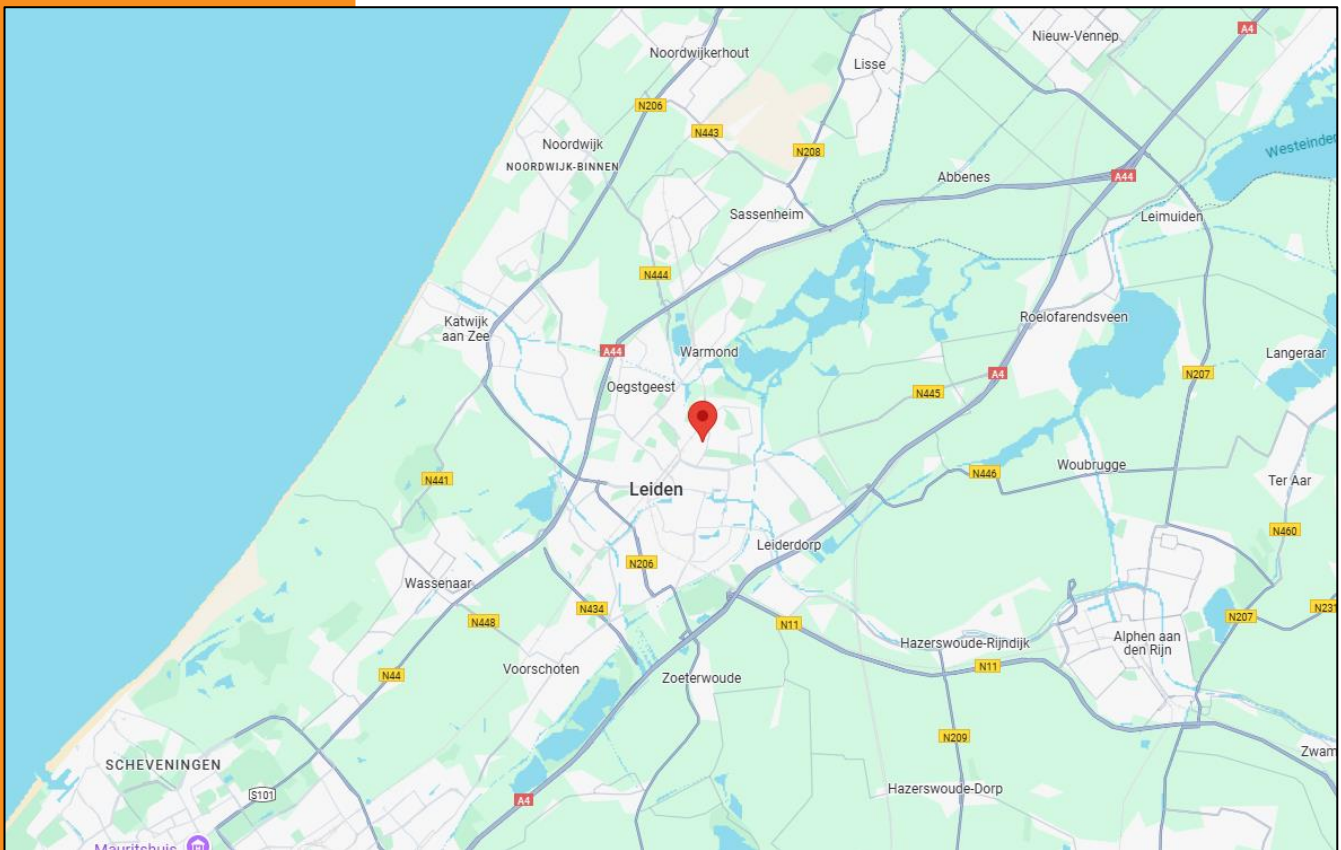 A4
Nieuw-Vennep
Noordwijkerhout
Lisse
N206
N443
Noordwijk
NOORDWIJK-BINNEN
N208
Westeinder
Abbenes
A44
Sassenheim
Leimuiden
N444
Roelofarendsveen
Katwijk
aan Zee
A44
Warmond
Langeraar
A4
N207
Oegstgeest
N445
Woubrugge
N446
N441
Ter Aar
Leiden
N460
Leiderdorp
N206
Wassenaar
N434
N207
N231
N448
N11
Hazerswoude-Rijndijk
Alphen aan
den Rijn
Voorschoten
N11
N44
Zoeterwoude
N209
Zwam
SCHEVENINGEN
S101
Hazerswoude-Dorp
A4
Mauritshuis